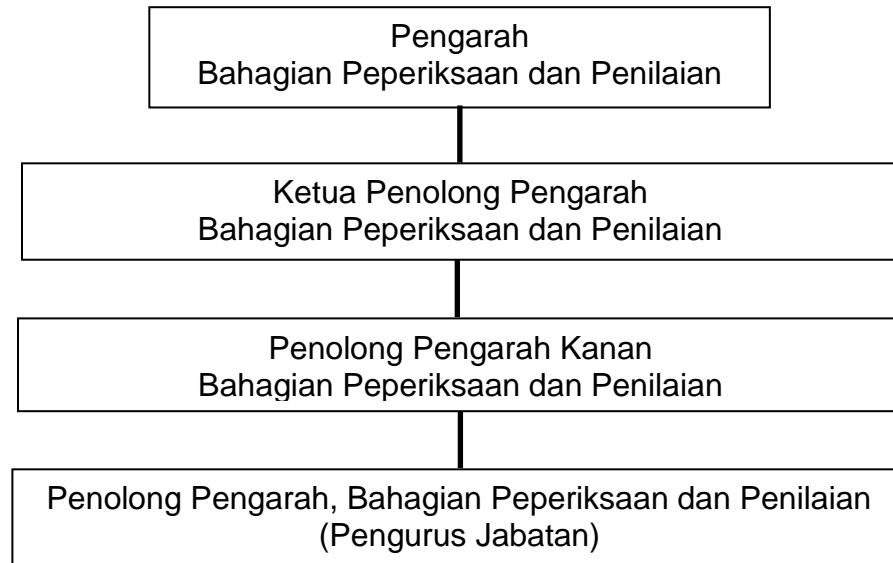 Pengarah
Bahagian Peperiksaan dan Penilaian
Ketua Penolong Pengarah
Bahagian Peperiksaan dan Penilaian
Penolong Pengarah Kanan
Bahagian Peperiksaan dan Penilaian
Penolong Pengarah, Bahagian Peperiksaan dan Penilaian
(Pengurus Jabatan)